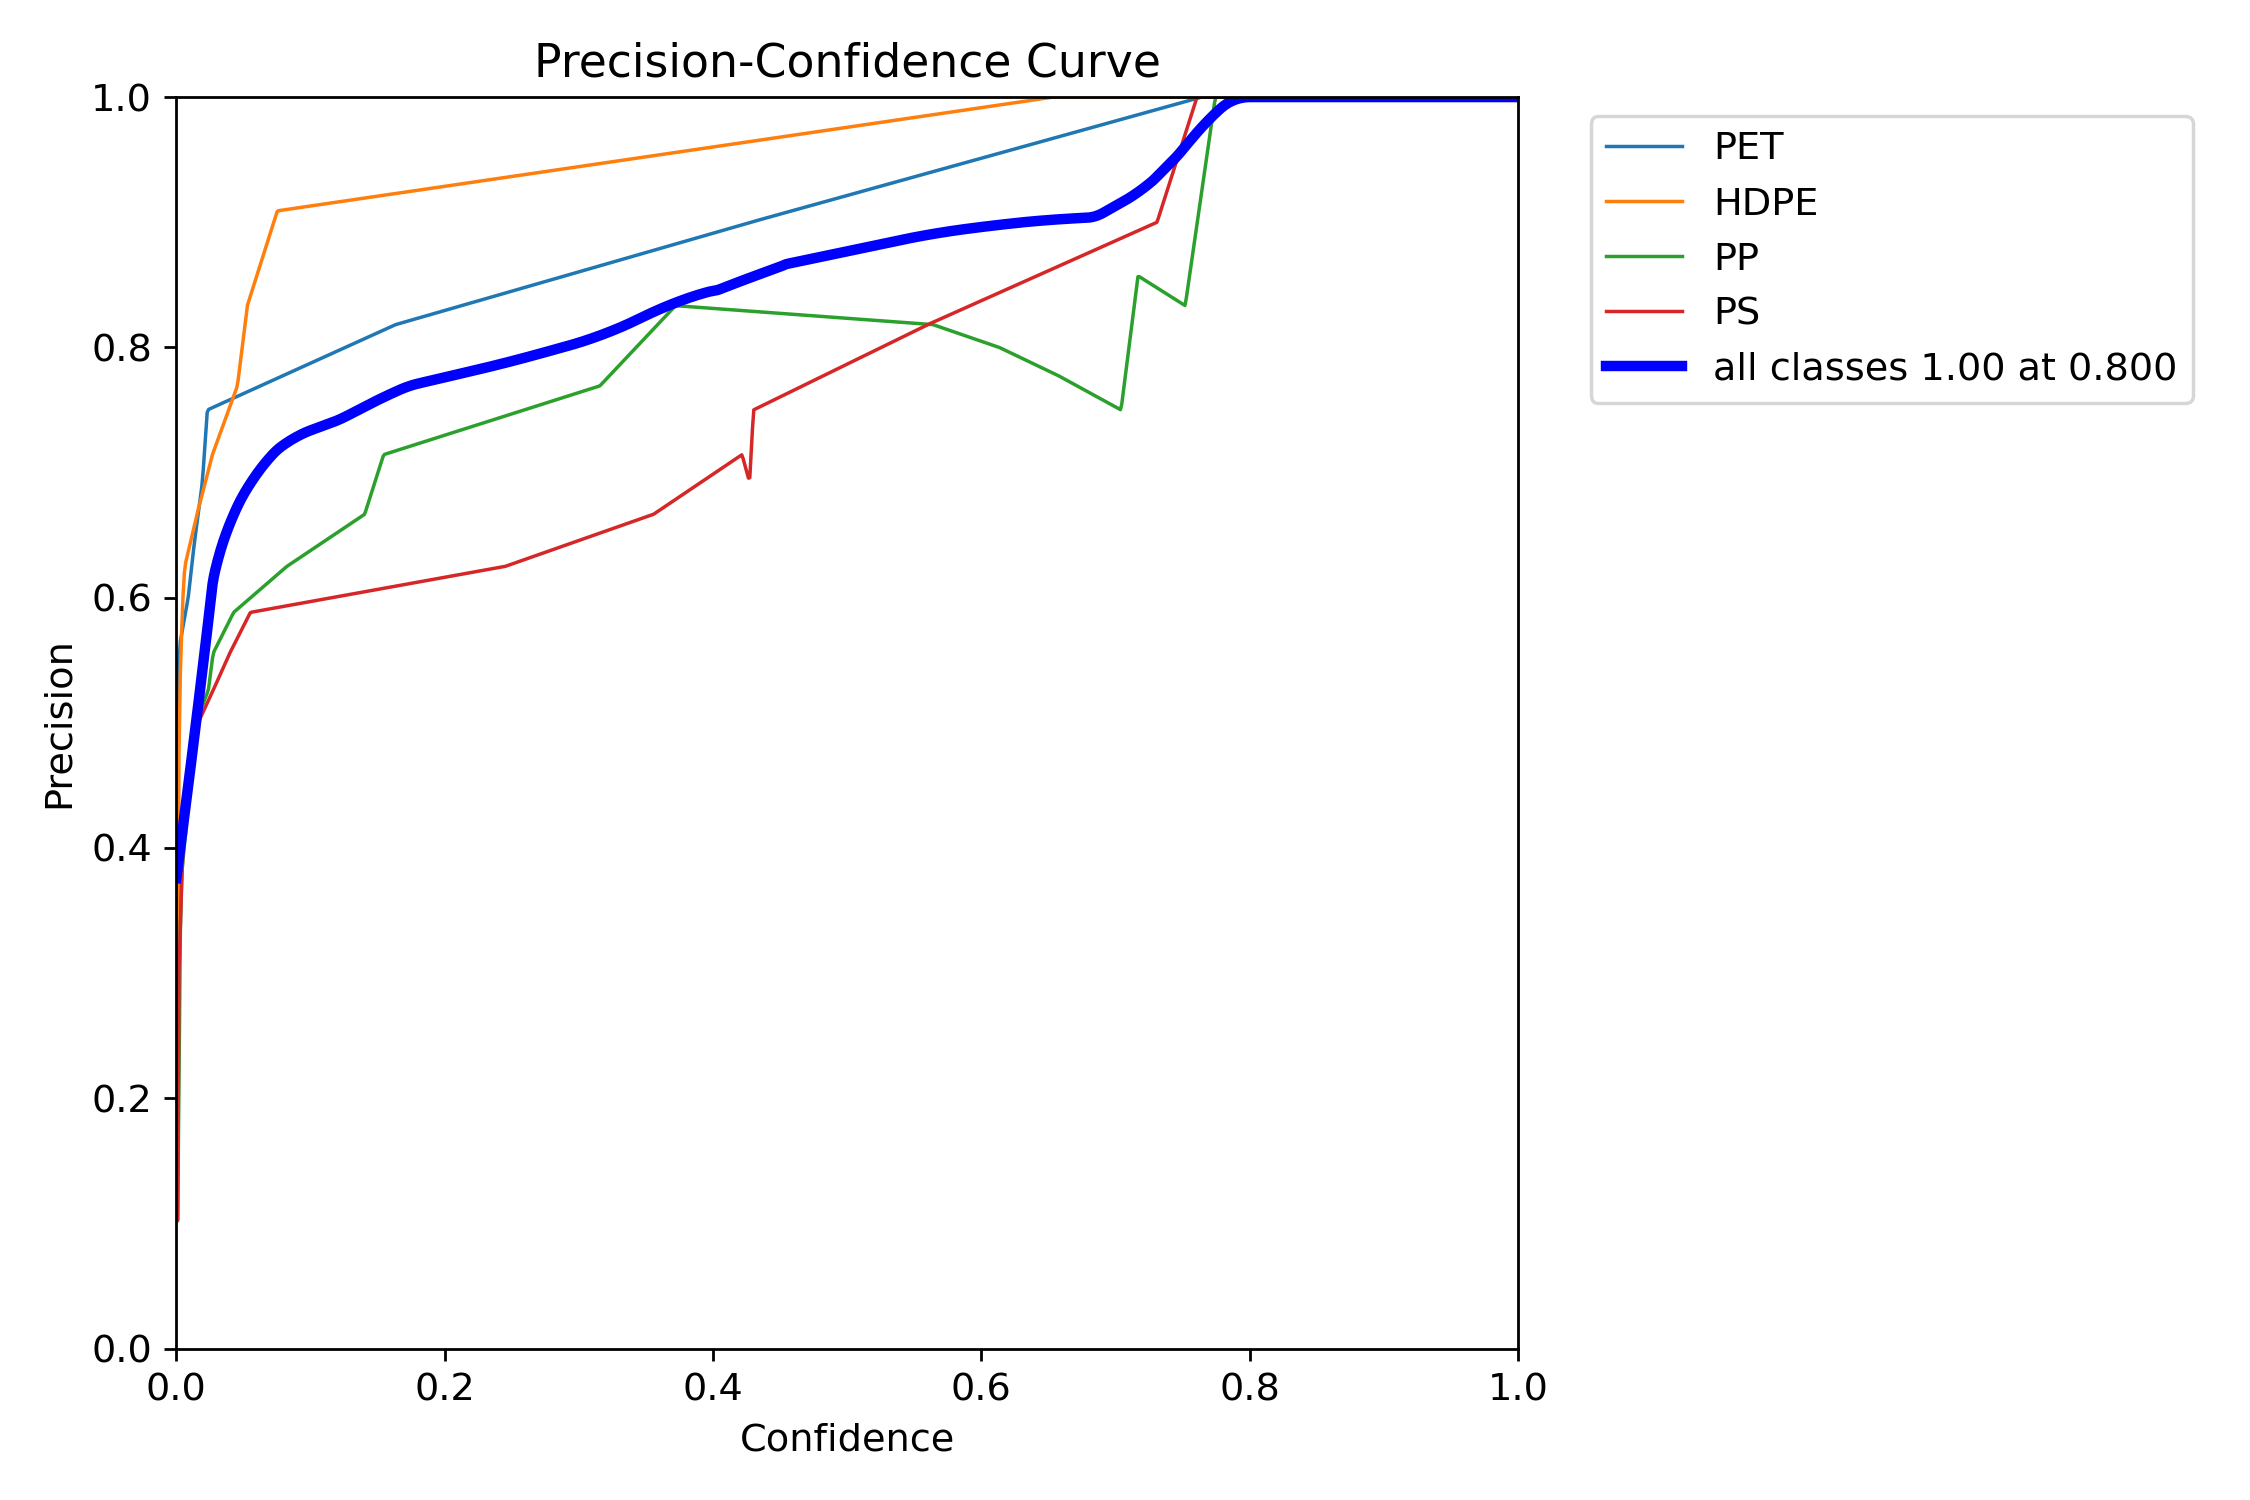 Precision-Confidence Curve
1.0
0.8
0.6
0.4
0.2
0.0
Precision
0.0 0.2 0.4 0.6 0.8 1.0
Confidence
PET
HDPE
PP
PS
all classes 1.00 at 0.800